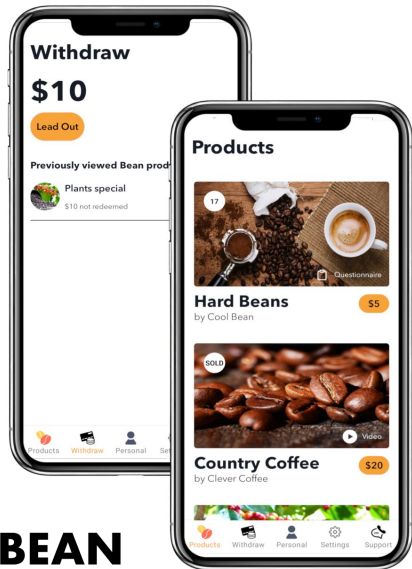 Withdraw
$10
Lead Out
Previously viewed Bean prod
Plants special
$10 not redeemed
Products Withdraw Personal Set
Products
17
Questionnaire
Hard Beans
$5
by Cool Bean
SOLD
Video
Country Coffee
$20
by Clever Coffee
Products Withdraw Personal Settings Support
BEAN